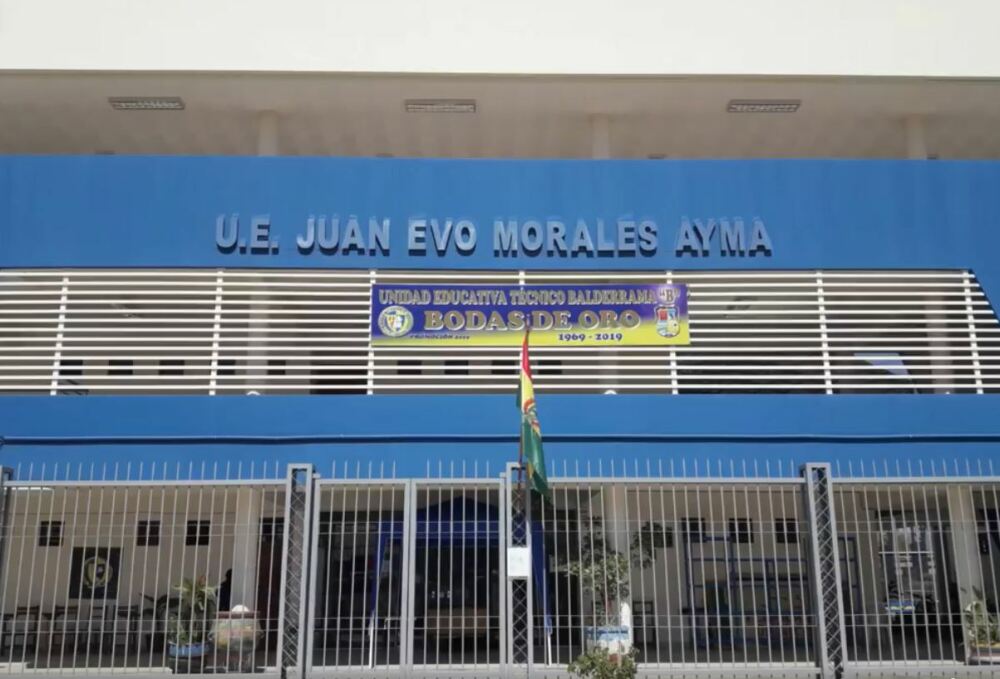 U.E. JUAN EVO MORALES AYMA
UNIDAD EDUCATIVA TÉCNICO BALDERRAMA "B"
BODAS DE ORO
1969 - 2019